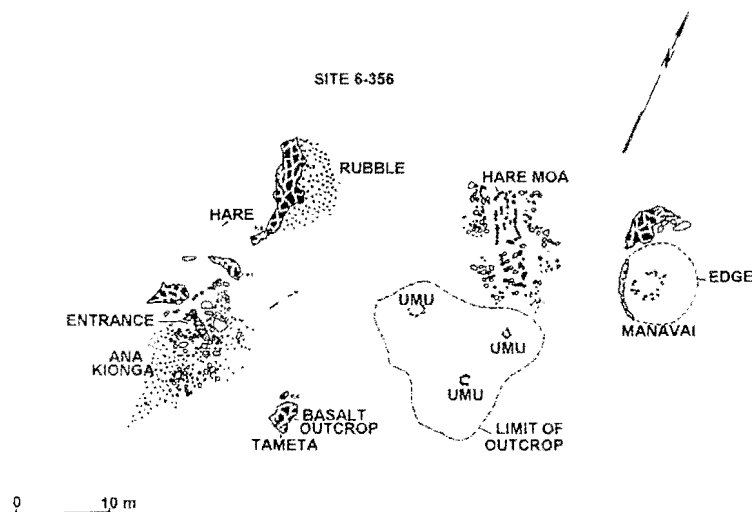 N
SITE 6-356
RUBBLE
HARE MOA
HARE
EDGE
UMU
ENTRANCE
MANAVAI
UMU
ANA
KIONGA
UMU
BASALT
OUTCROP
LIMIT OF
OUTCROP
TAMETA
0 10 m